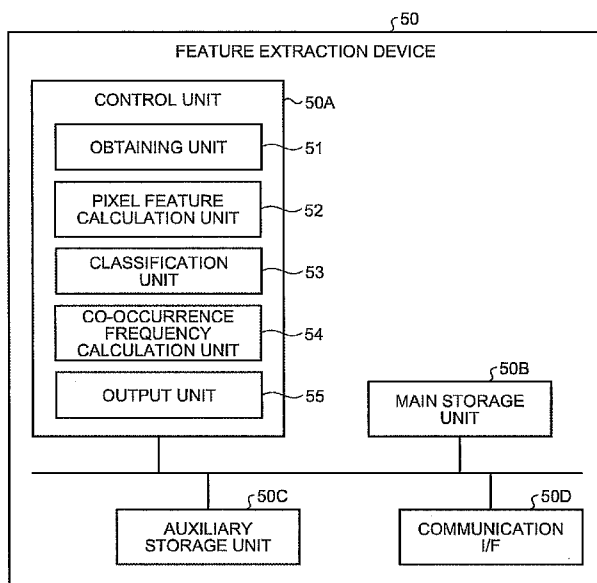 50
FEATURE EXTRACTION DEVICE
CONTROL UNIT
50A
OBTAINING UNIT
51
PIXEL FEATURE
CALCULATION UNIT
52
CLASSIFICATION
UNIT
53
CO-OCCURRENCE
FREQUENCY
CALCULATION UNIT
54
OUTPUT UNIT
55
50B
MAIN STORAGE
UNIT
50C
AUXILIARY
STORAGE UNIT
50D
COMMUNICATION
I/F